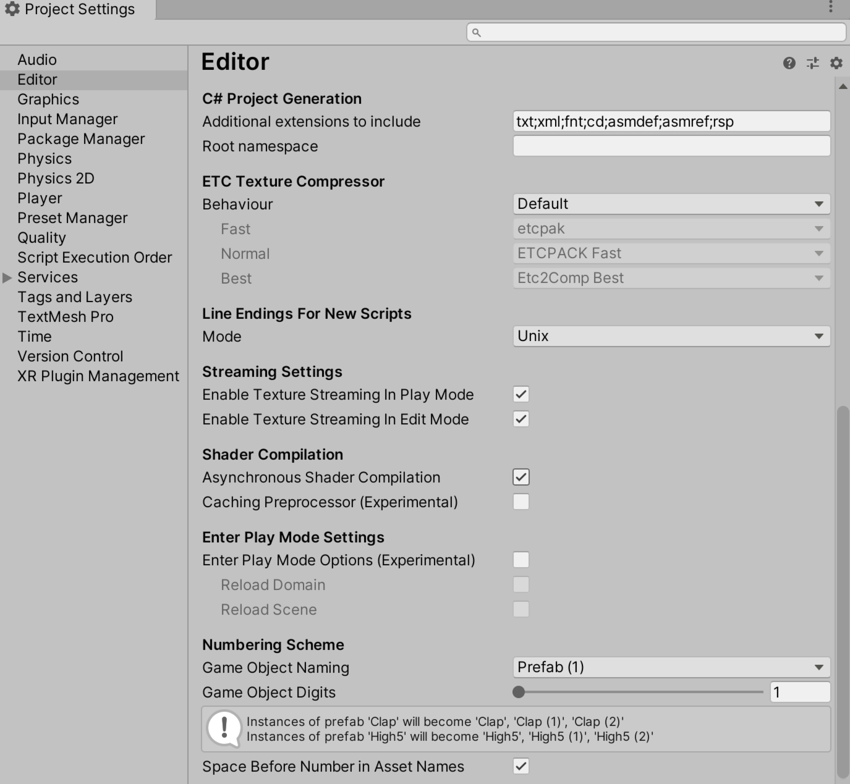 Project Settings
Audio
Editor
Graphics
Input Manager
Package Manager
Physics
Physics 2D
Player
Preset Manager
Quality
Script Execution Order
Services
Tags and Layers
TextMesh Pro
Time
Version Control
XR Plugin Management
Editor
C# Project Generation
Additional extensions to include txt;xml;fnt;cd;asmdef;asmref;rsp
Root namespace
ETC Texture Compressor
Behaviour Default
Fast etcpak
Normal ETCPACK Fast
Best Etc2Comp Best
Line Endings For New Scripts
Mode Unix
Streaming Settings
Enable Texture Streaming In Play Mode
Enable Texture Streaming In Edit Mode
Shader Compilation
Asynchronous Shader Compilation
Caching Preprocessor (Experimental)
Enter Play Mode Settings
Enter Play Mode Options (Experimental)
Reload Domain
Reload Scene
Numbering Scheme
Game Object Naming Prefab (1)
Game Object Digits 1
Instances of prefab 'Clap' will become 'Clap', 'Clap (1)', 'Clap (2)'
Instances of prefab 'High5' will become 'High5', 'High5 (1)', 'High5 (2)'
Space Before Number in Asset Names